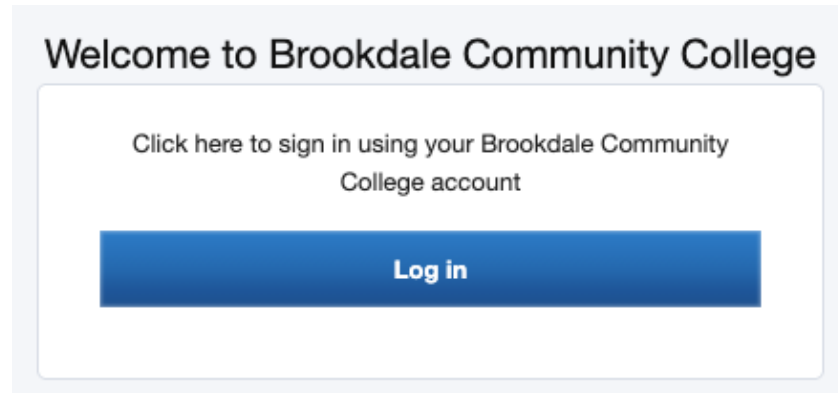 Welcome to Brookdale Community College
Click here to sign in using your Brookdale Community
College account
Log in